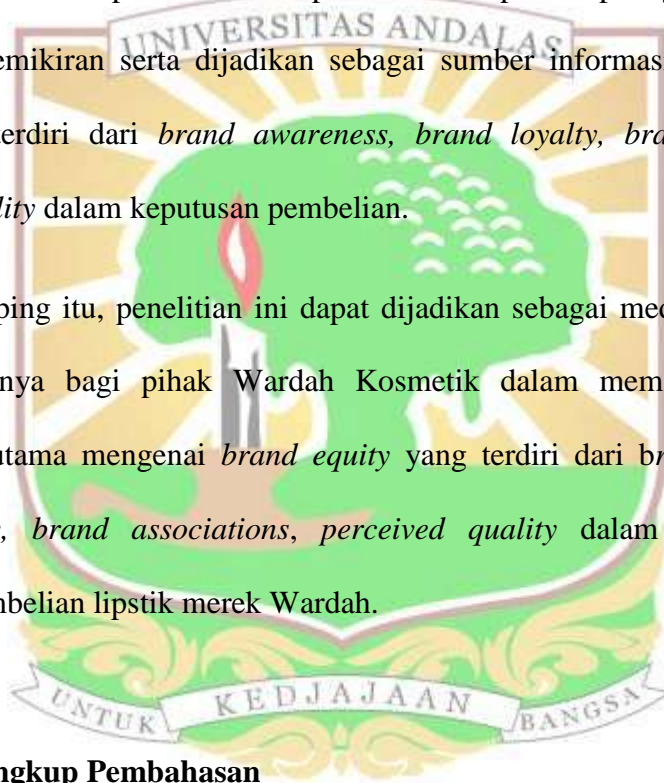 UNIVERSITAS ANDALAS
emikiran serta dijadikan sebagai sumber informas
terdiri dari brand awareness, brand loyalty, bra
lity dalam keputusan pembelian.
ping itu, penelitian ini dapat dijadikan sebagai med
nya bagi pihak Wardah Kosmetik dalam mem
utama mengenai brand equity yang terdiri dari br
, brand associations, perceived quality dalam
mbelian lipstik merek Wardah.
UNTUK KEDJAJAAN BANGSA
ngkup Pembahasan